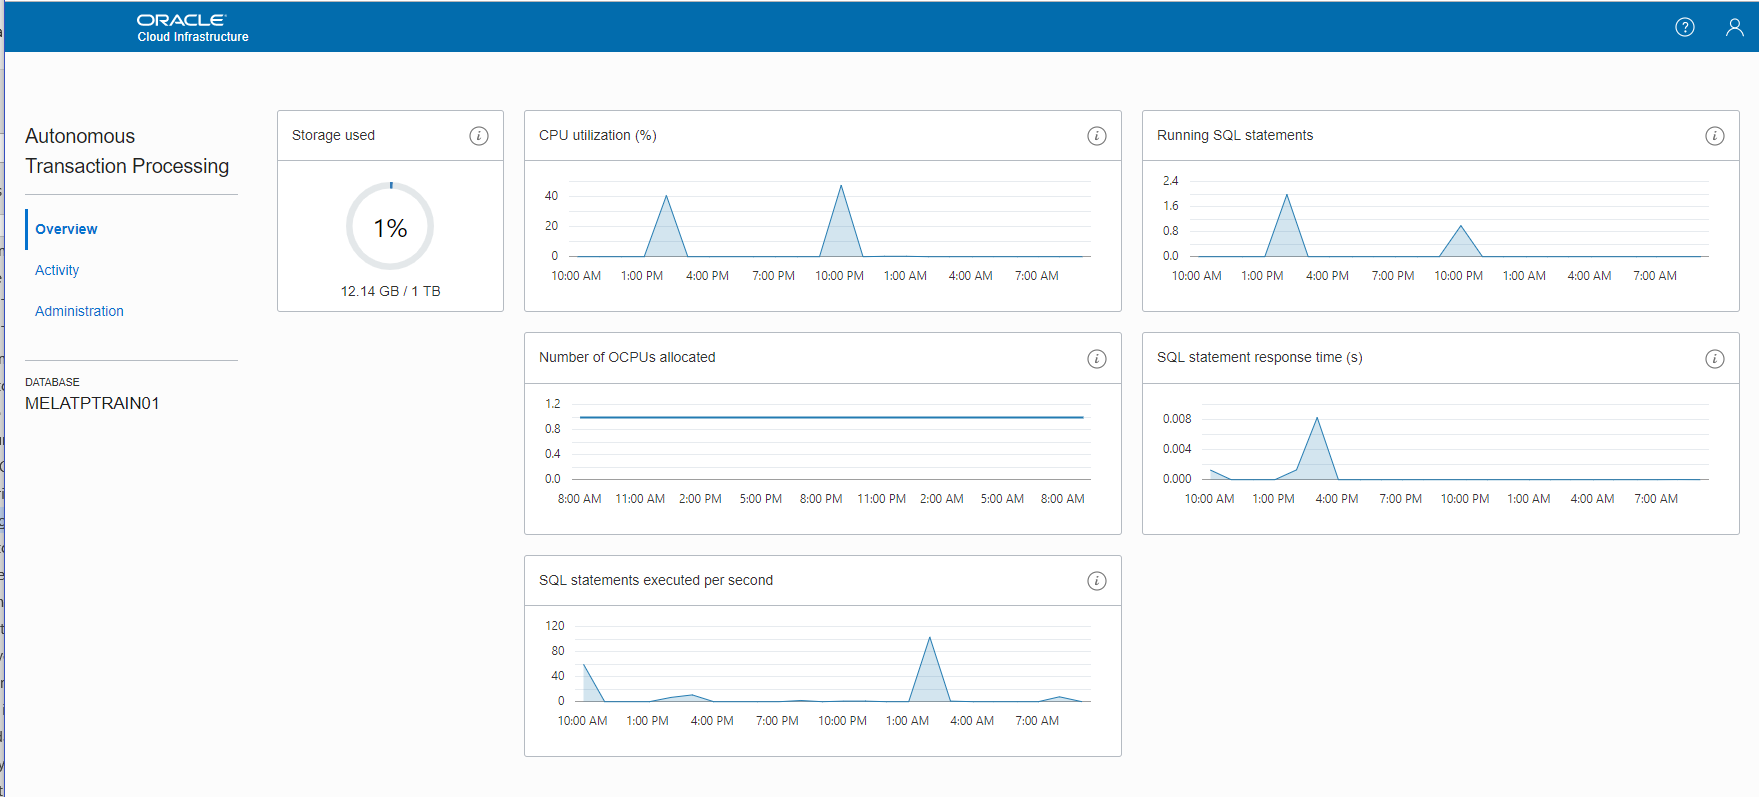 ORACLE
Cloud Infrastructure
?
Autonomous
Transaction Processing
Overview
Activity
Administration
DATABASE
MELATPTRAIN01
Storage used
i
1%
12.14 GB / 1 TB
CPU utilization (%)
i
40
20
0
10:00 AM 1:00 PM 4:00 PM 7:00 PM 10:00 PM 1:00 AM 4:00 AM 7:00 AM
Running SQL statements
i
2.4
1.6
0.8
0.0
10:00 AM 1:00 PM 4:00 PM 7:00 PM 10:00 PM 1:00 AM 4:00 AM 7:00 AM
Number of OCPUs allocated
i
1.2
0.8
0.4
0.0
8:00 AM 11:00 AM 2:00 PM 5:00 PM 8:00 PM 11:00 PM 2:00 AM 5:00 AM 8:00 AM
SQL statement response time (s)
i
0.008
0.004
0.000
10:00 AM 1:00 PM 4:00 PM 7:00 PM 10:00 PM 1:00 AM 4:00 AM 7:00 AM
SQL statements executed per second
i
120
80
40
0
10:00 AM 1:00 PM 4:00 PM 7:00 PM 10:00 PM 1:00 AM 4:00 AM 7:00 AM